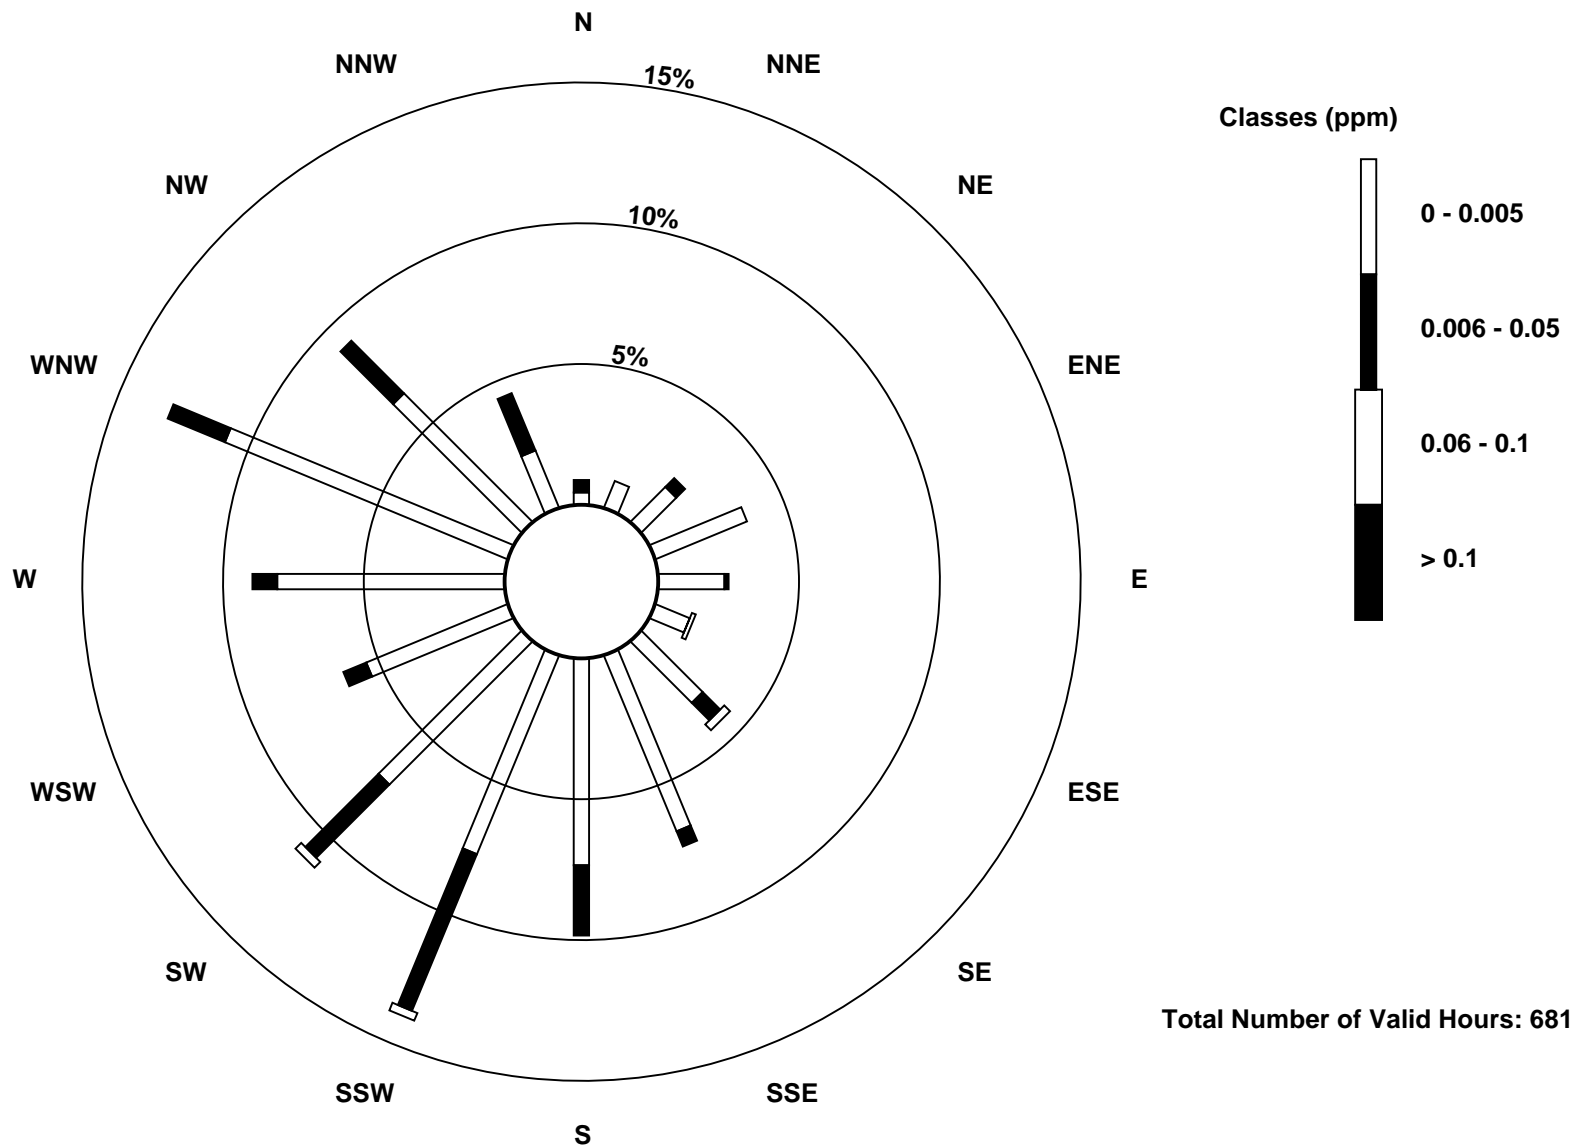 N
NNW
NNE
15%
Classes (ppm)
NW
NE
0 - 0.005
10%
0.006 - 0.05
5%
WNW
ENE
0.06 - 0.1
> 0.1
W
E
WSW
ESE
SW
SE
Total Number of Valid Hours: 681
SSW
SSE
S